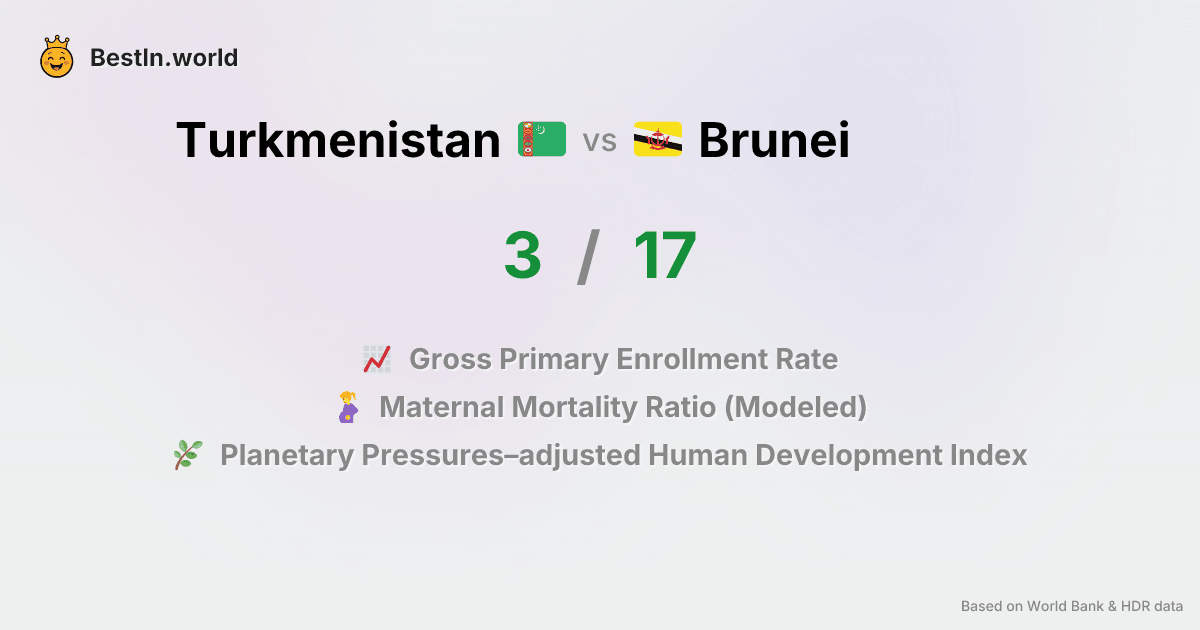 BestIn.world
Turkmenistan vs Brunei
3 / 17
Gross Primary Enrollment Rate
Maternal Mortality Ratio (Modeled)
Planetary Pressures–adjusted Human Development Index
Based on World Bank & HDR data